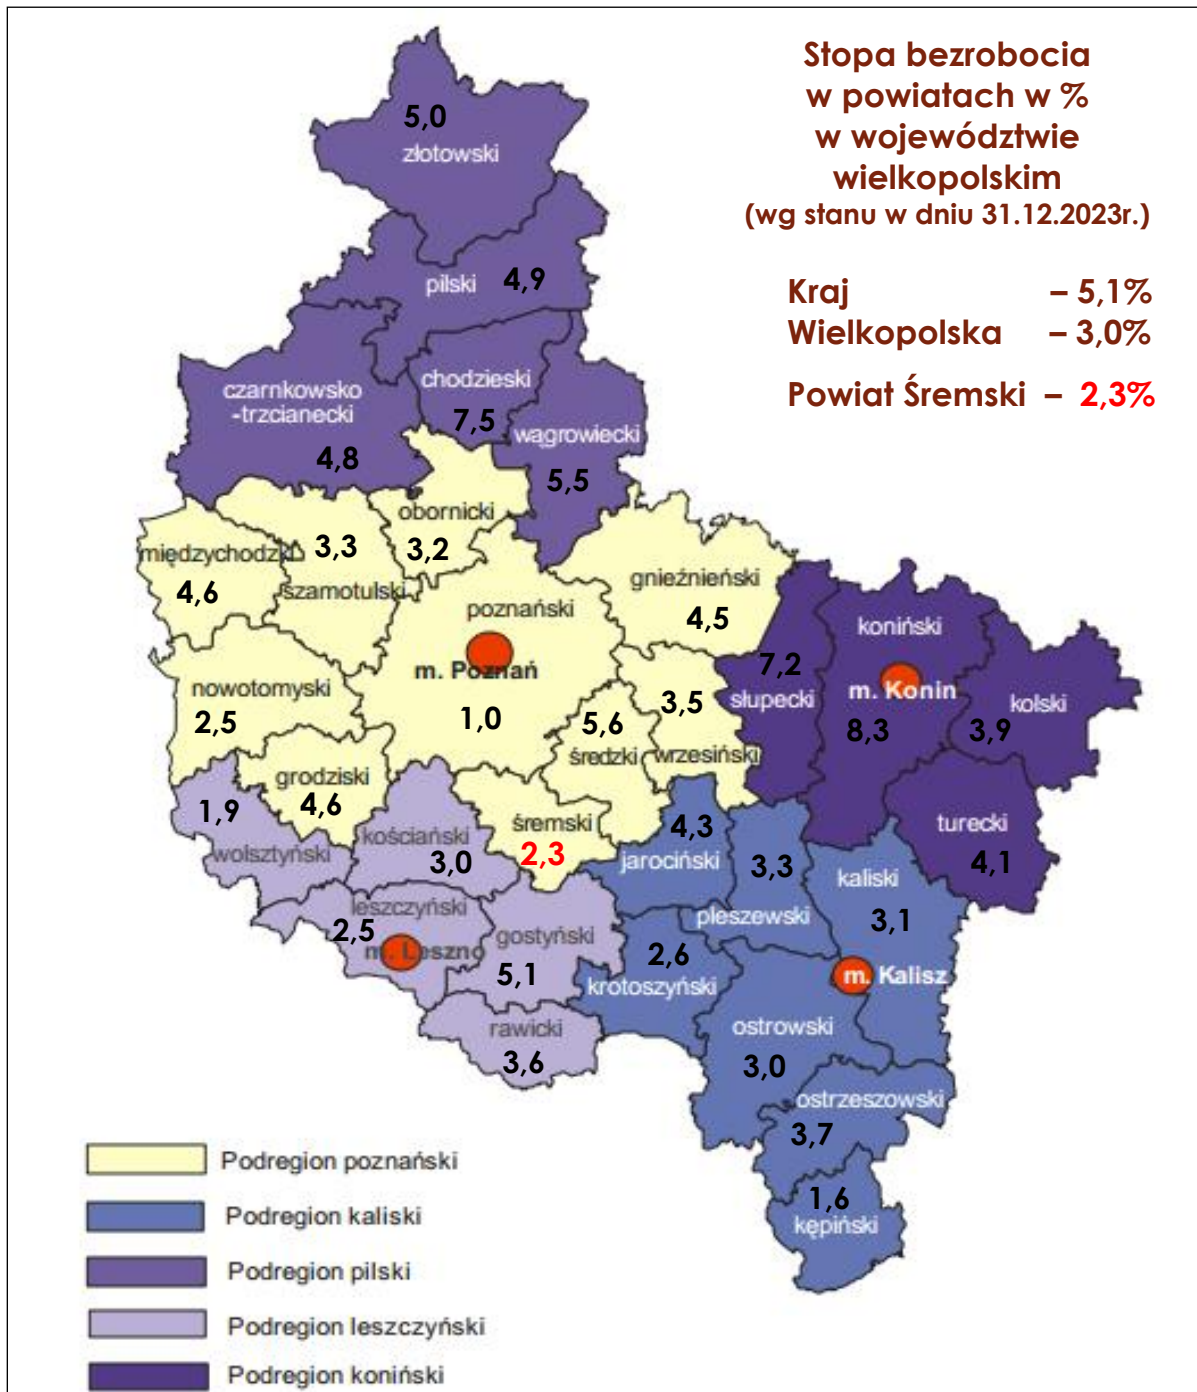 Stopa bezrobocia
w powiatach w %
w województwie
wielkopolskim
(wg stanu w dniu 31.12.2023r.)
Kraj – 5,1%
Wielkopolska – 3,0%
Powiat Śremski – 2,3%
5,0
złotowski
pilski 4,9
czarnkowsko
-trzcianecki
4,8
chodzieski
7,5
wągrowiecki
5,5
obornicki
3,2
3,3
szamotulski
międzychodzki
4,6
gnieźnieński
4,5
poznański
m. Poznań
1,0
nowotomyski
2,5
5,6
średzki
3,5
wrzesiński
7,2
słupecki
koniński
m. Konin
8,3
kolski
3,9
grodziski
4,6
1,9
wolsztyński
kościański
3,0
śremski
2,3
4,3
jarociński
3,3
pleszewski
kaliski
3,1
turecki
4,1
leszczyński
2,5
m. Leszno
gostyński
5,1
2,6
krotoszyński
m. Kalisz
rawicki
3,6
ostrowski
3,0
ostrzeszowski
3,7
1,6
kępiński
Podregion poznański
Podregion kaliski
Podregion pilski
Podregion leszczyński
Podregion koniński